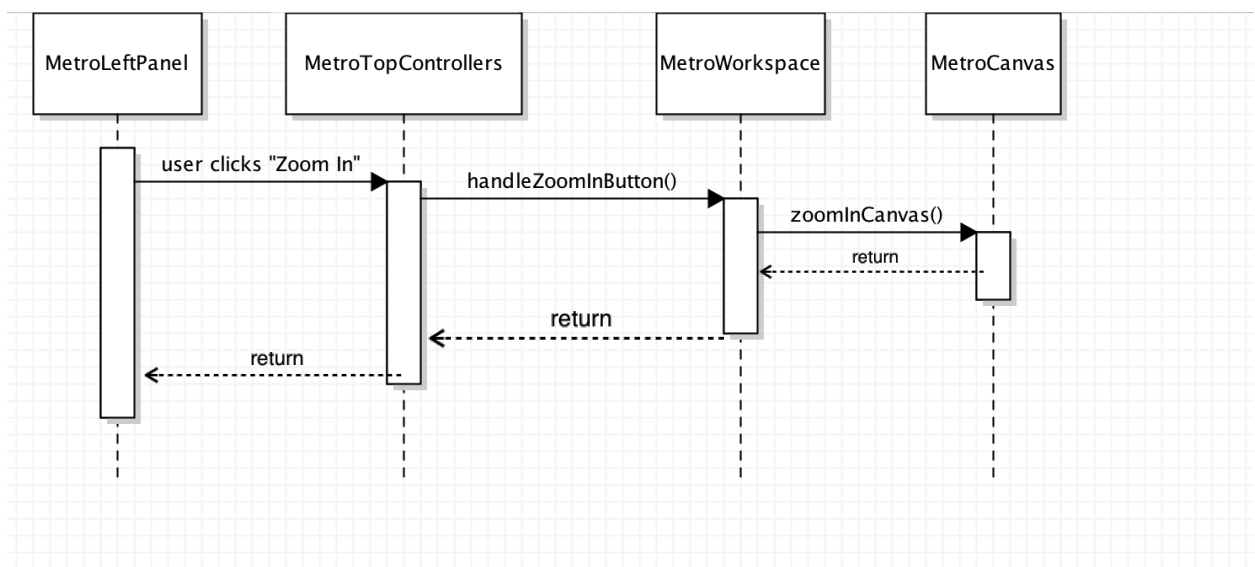 MetroLeftPanel
MetroTopControllers
MetroWorkspace
MetroCanvas
user clicks "Zoom In"
handleZoomInButton()
zoomInCanvas()
return
return
return